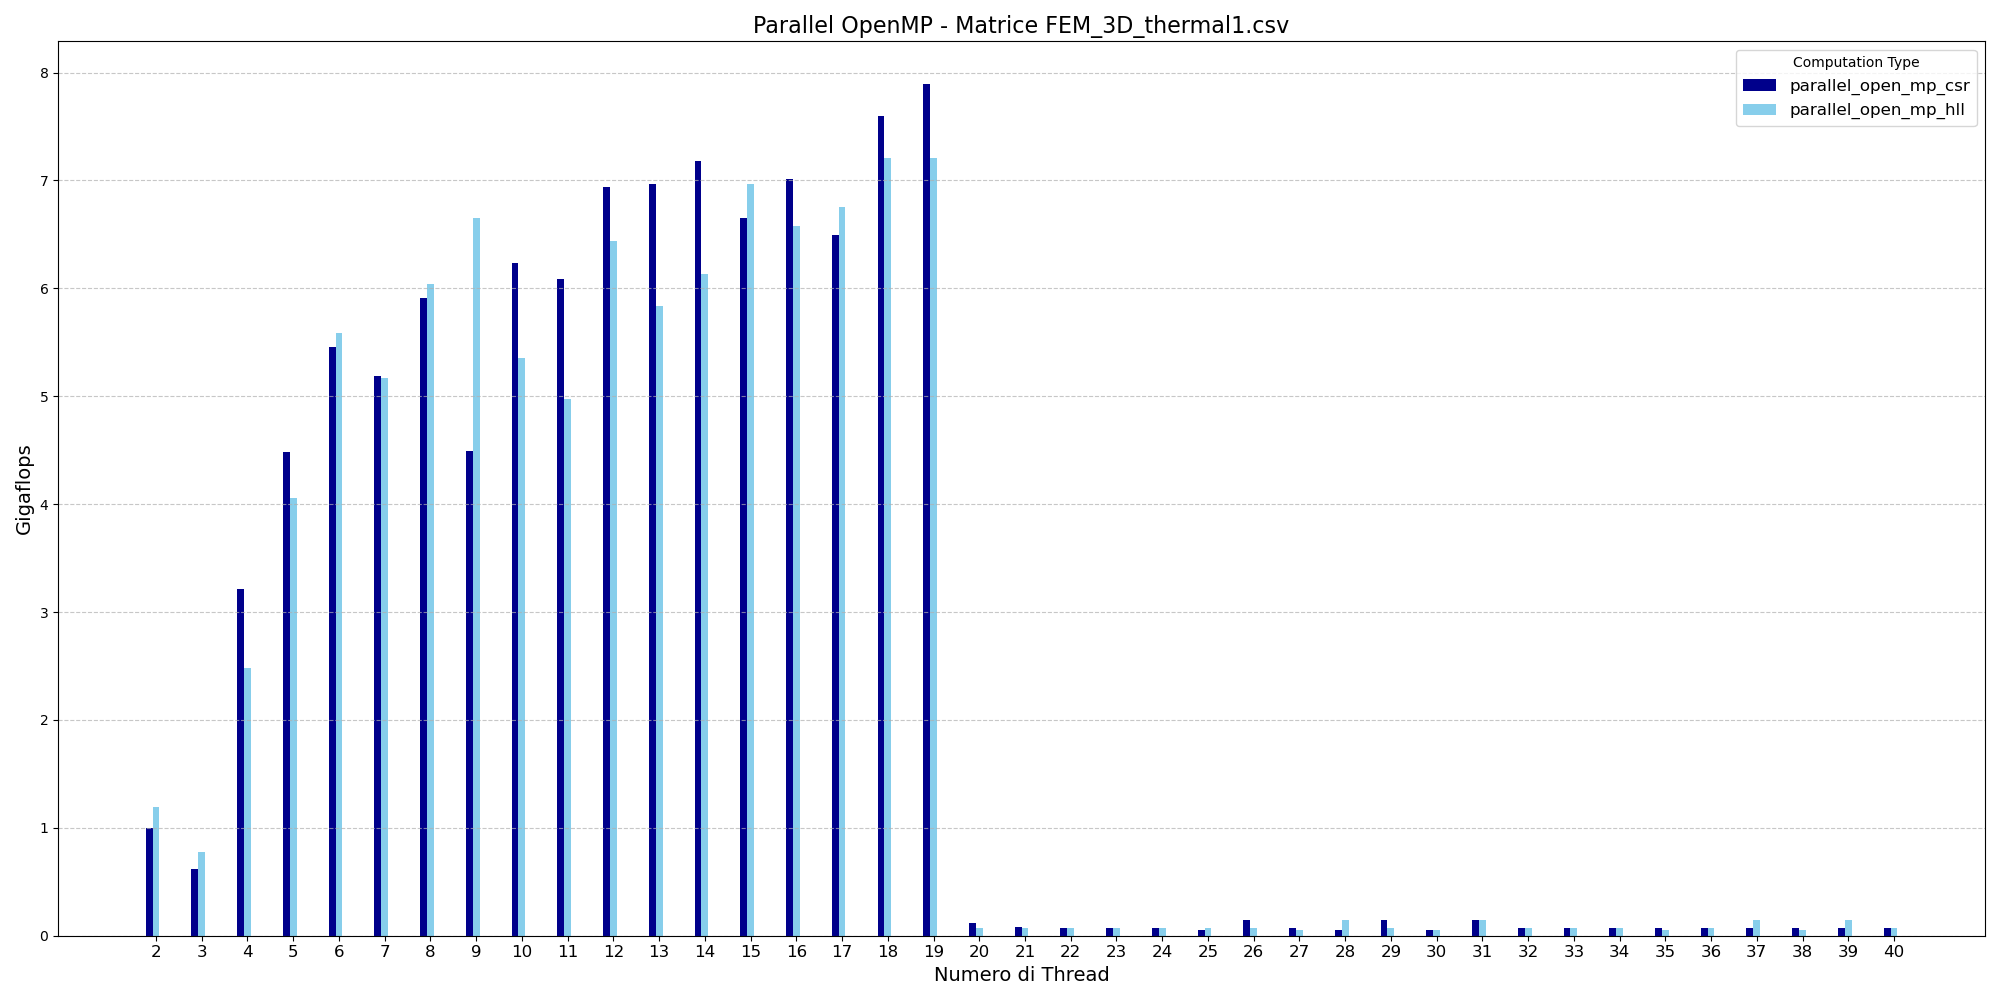 Parallel OpenMP - Matrice FEM_3D_thermal1.csv
Computation Type
parallel_open_mp_csr
parallel_open_mp_hll
Gigaflops
8
7
6
5
4
3
2
1
0
2 3 4 5 6 7 8 9 10 11 12 13 14 15 16 17 18 19 20 21 22 23 24 25 26 27 28 29 30 31 32 33 34 35 36 37 38 39 40
Numero di Thread